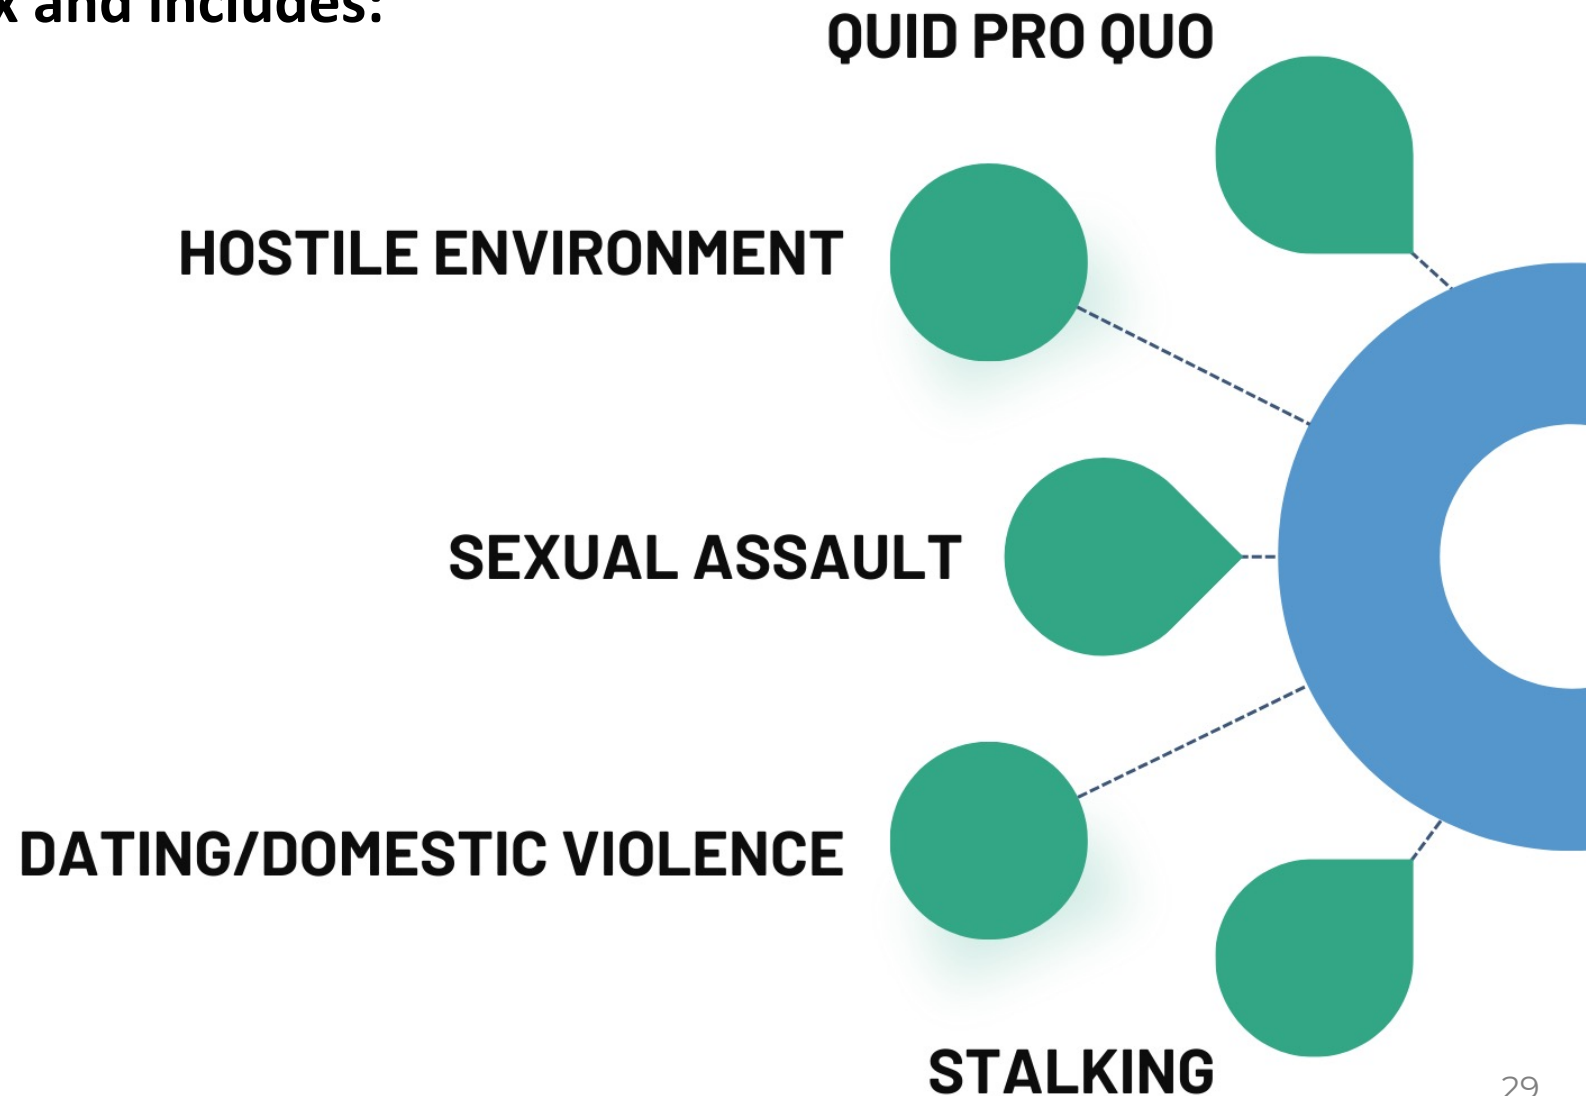 x and includes:
QUID PRO QUO
HOSTILE ENVIRONMENT
SEXUAL ASSAULT
DATING/DOMESTIC VIOLENCE
STALKING
29